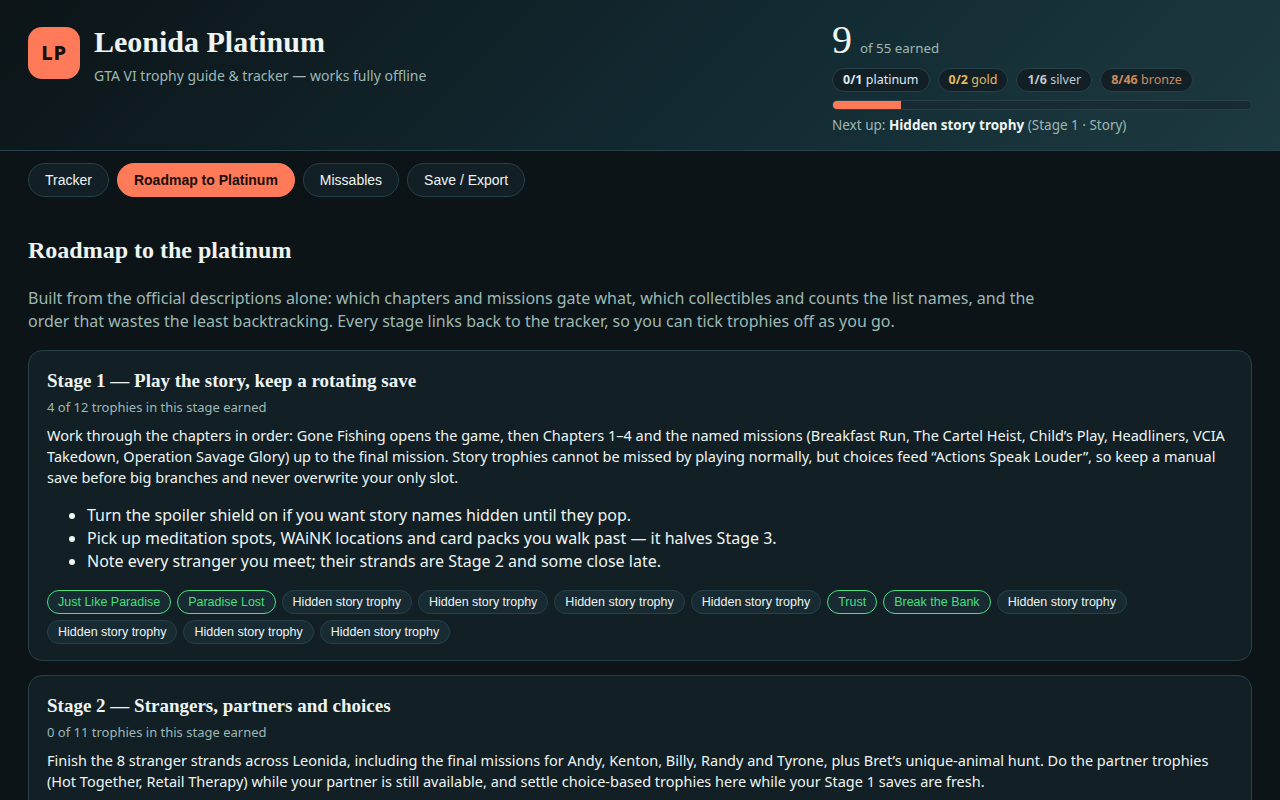 LP
Leonida Platinum
GTA VI trophy guide & tracker — works fully offline
9 of 55 earned
0/1 platinum
0/2 gold
1/6 silver
8/46 bronze
Next up: Hidden story trophy (Stage 1 · Story)
Tracker
Roadmap to Platinum
Missables
Save / Export
Roadmap to the platinum
Built from the official descriptions alone: which chapters and missions gate what, which collectibles and counts the list names, and the
order that wastes the least backtracking. Every stage links back to the tracker, so you can tick trophies off as you go.
Stage 1 — Play the story, keep a rotating save
4 of 12 trophies in this stage earned
Work through the chapters in order: Gone Fishing opens the game, then Chapters 1–4 and the named missions (Breakfast Run, The Cartel Heist, Child’s Play, Headliners, VCIA
Takedown, Operation Savage Glory) up to the final mission. Story trophies cannot be missed by playing normally, but choices feed “Actions Speak Louder”, so keep a manual
save before big branches and never overwrite your only slot.
• Turn the spoiler shield on if you want story names hidden until they pop.
• Pick up meditation spots, WAiNK locations and card packs you walk past — it halves Stage 3.
• Note every stranger you meet; their strands are Stage 2 and some close late.
Just Like Paradise
Paradise Lost
Hidden story trophy
Hidden story trophy
Hidden story trophy
Hidden story trophy
Trust
Break the Bank
Hidden story trophy
Hidden story trophy
Hidden story trophy
Hidden story trophy
Stage 2 — Strangers, partners and choices
0 of 11 trophies in this stage earned
Finish the 8 stranger strands across Leonida, including the final missions for Andy, Kenton, Billy, Randy and Tyrone, plus Bret’s unique-animal hunt. Do the partner trophies
(Hot Together, Retail Therapy) while your partner is still available, and settle choice-based trophies here while your Stage 1 saves are fresh.